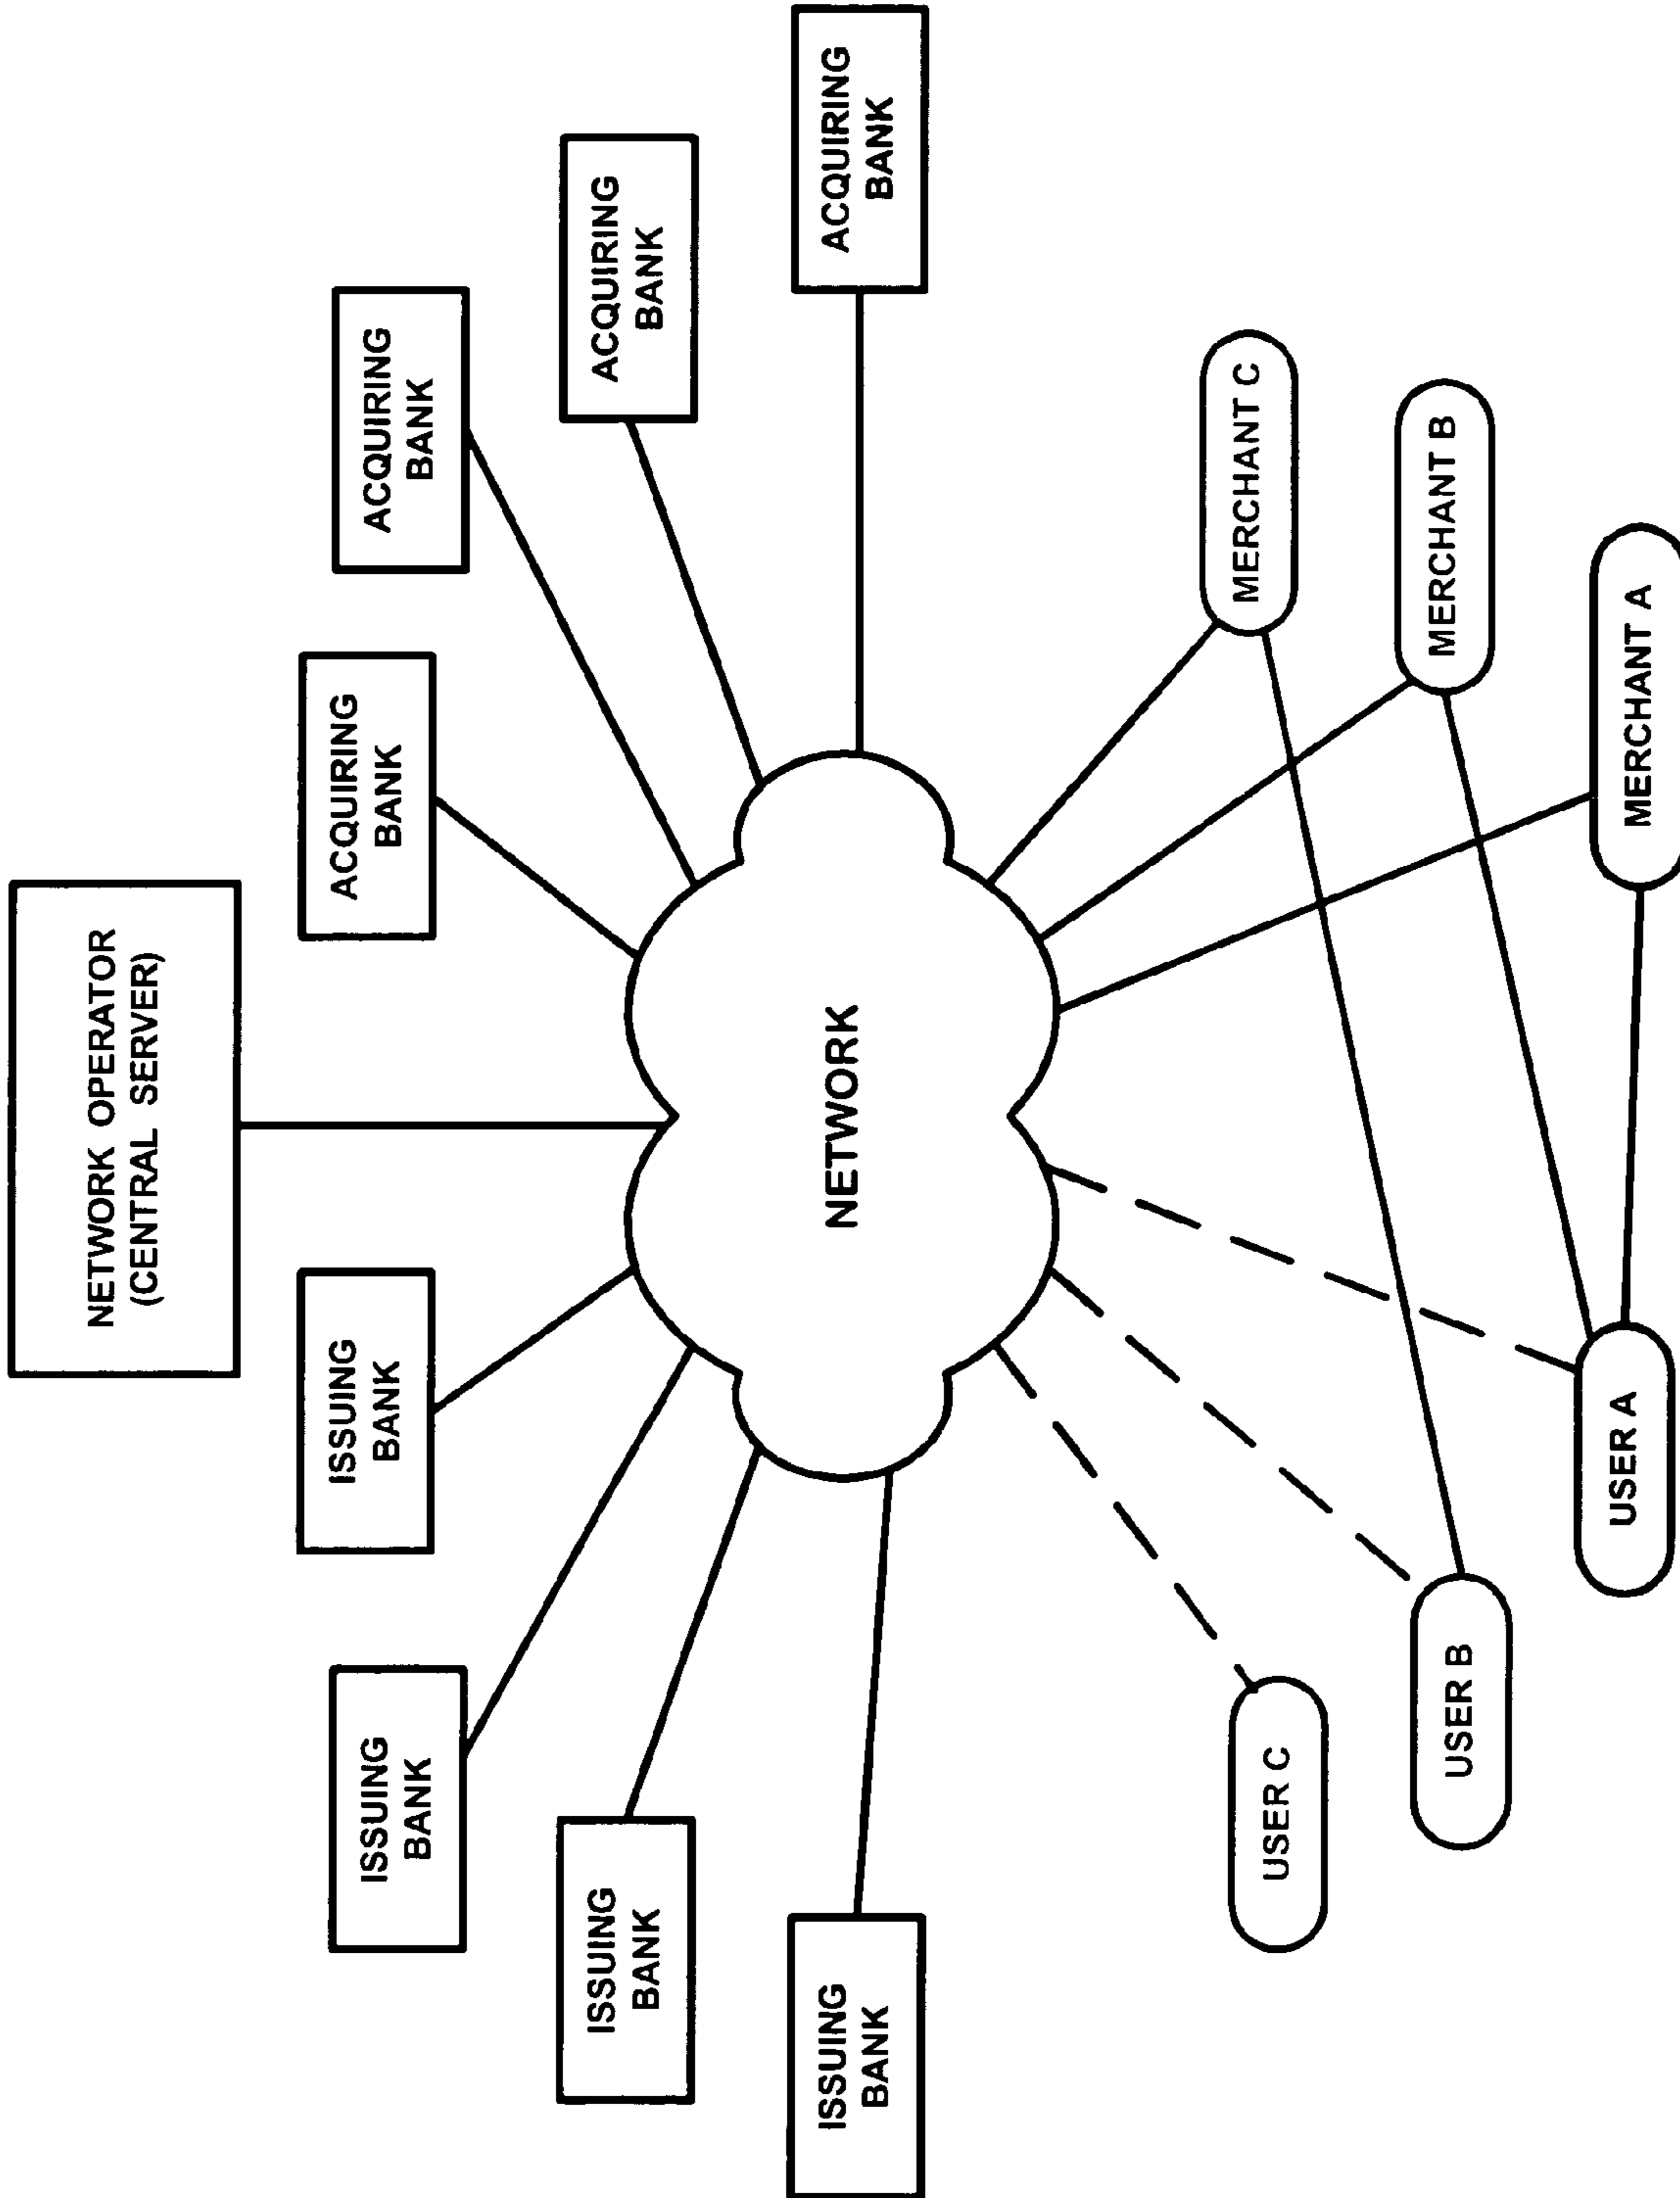 NETWORK OPERATOR
(CENTRAL SERVER)
ISSUING
BANK
ACQUIRING
BANK
ISSUING
BANK
ACQUIRING
BANK
ISSUING
BANK
ACQUIRING
BANK
ISSUING
BANK
NETWORK
ACQUIRING
BANK
USER C
MERCHANT C
USER B
MERCHANT B
USER A
MERCHANT A